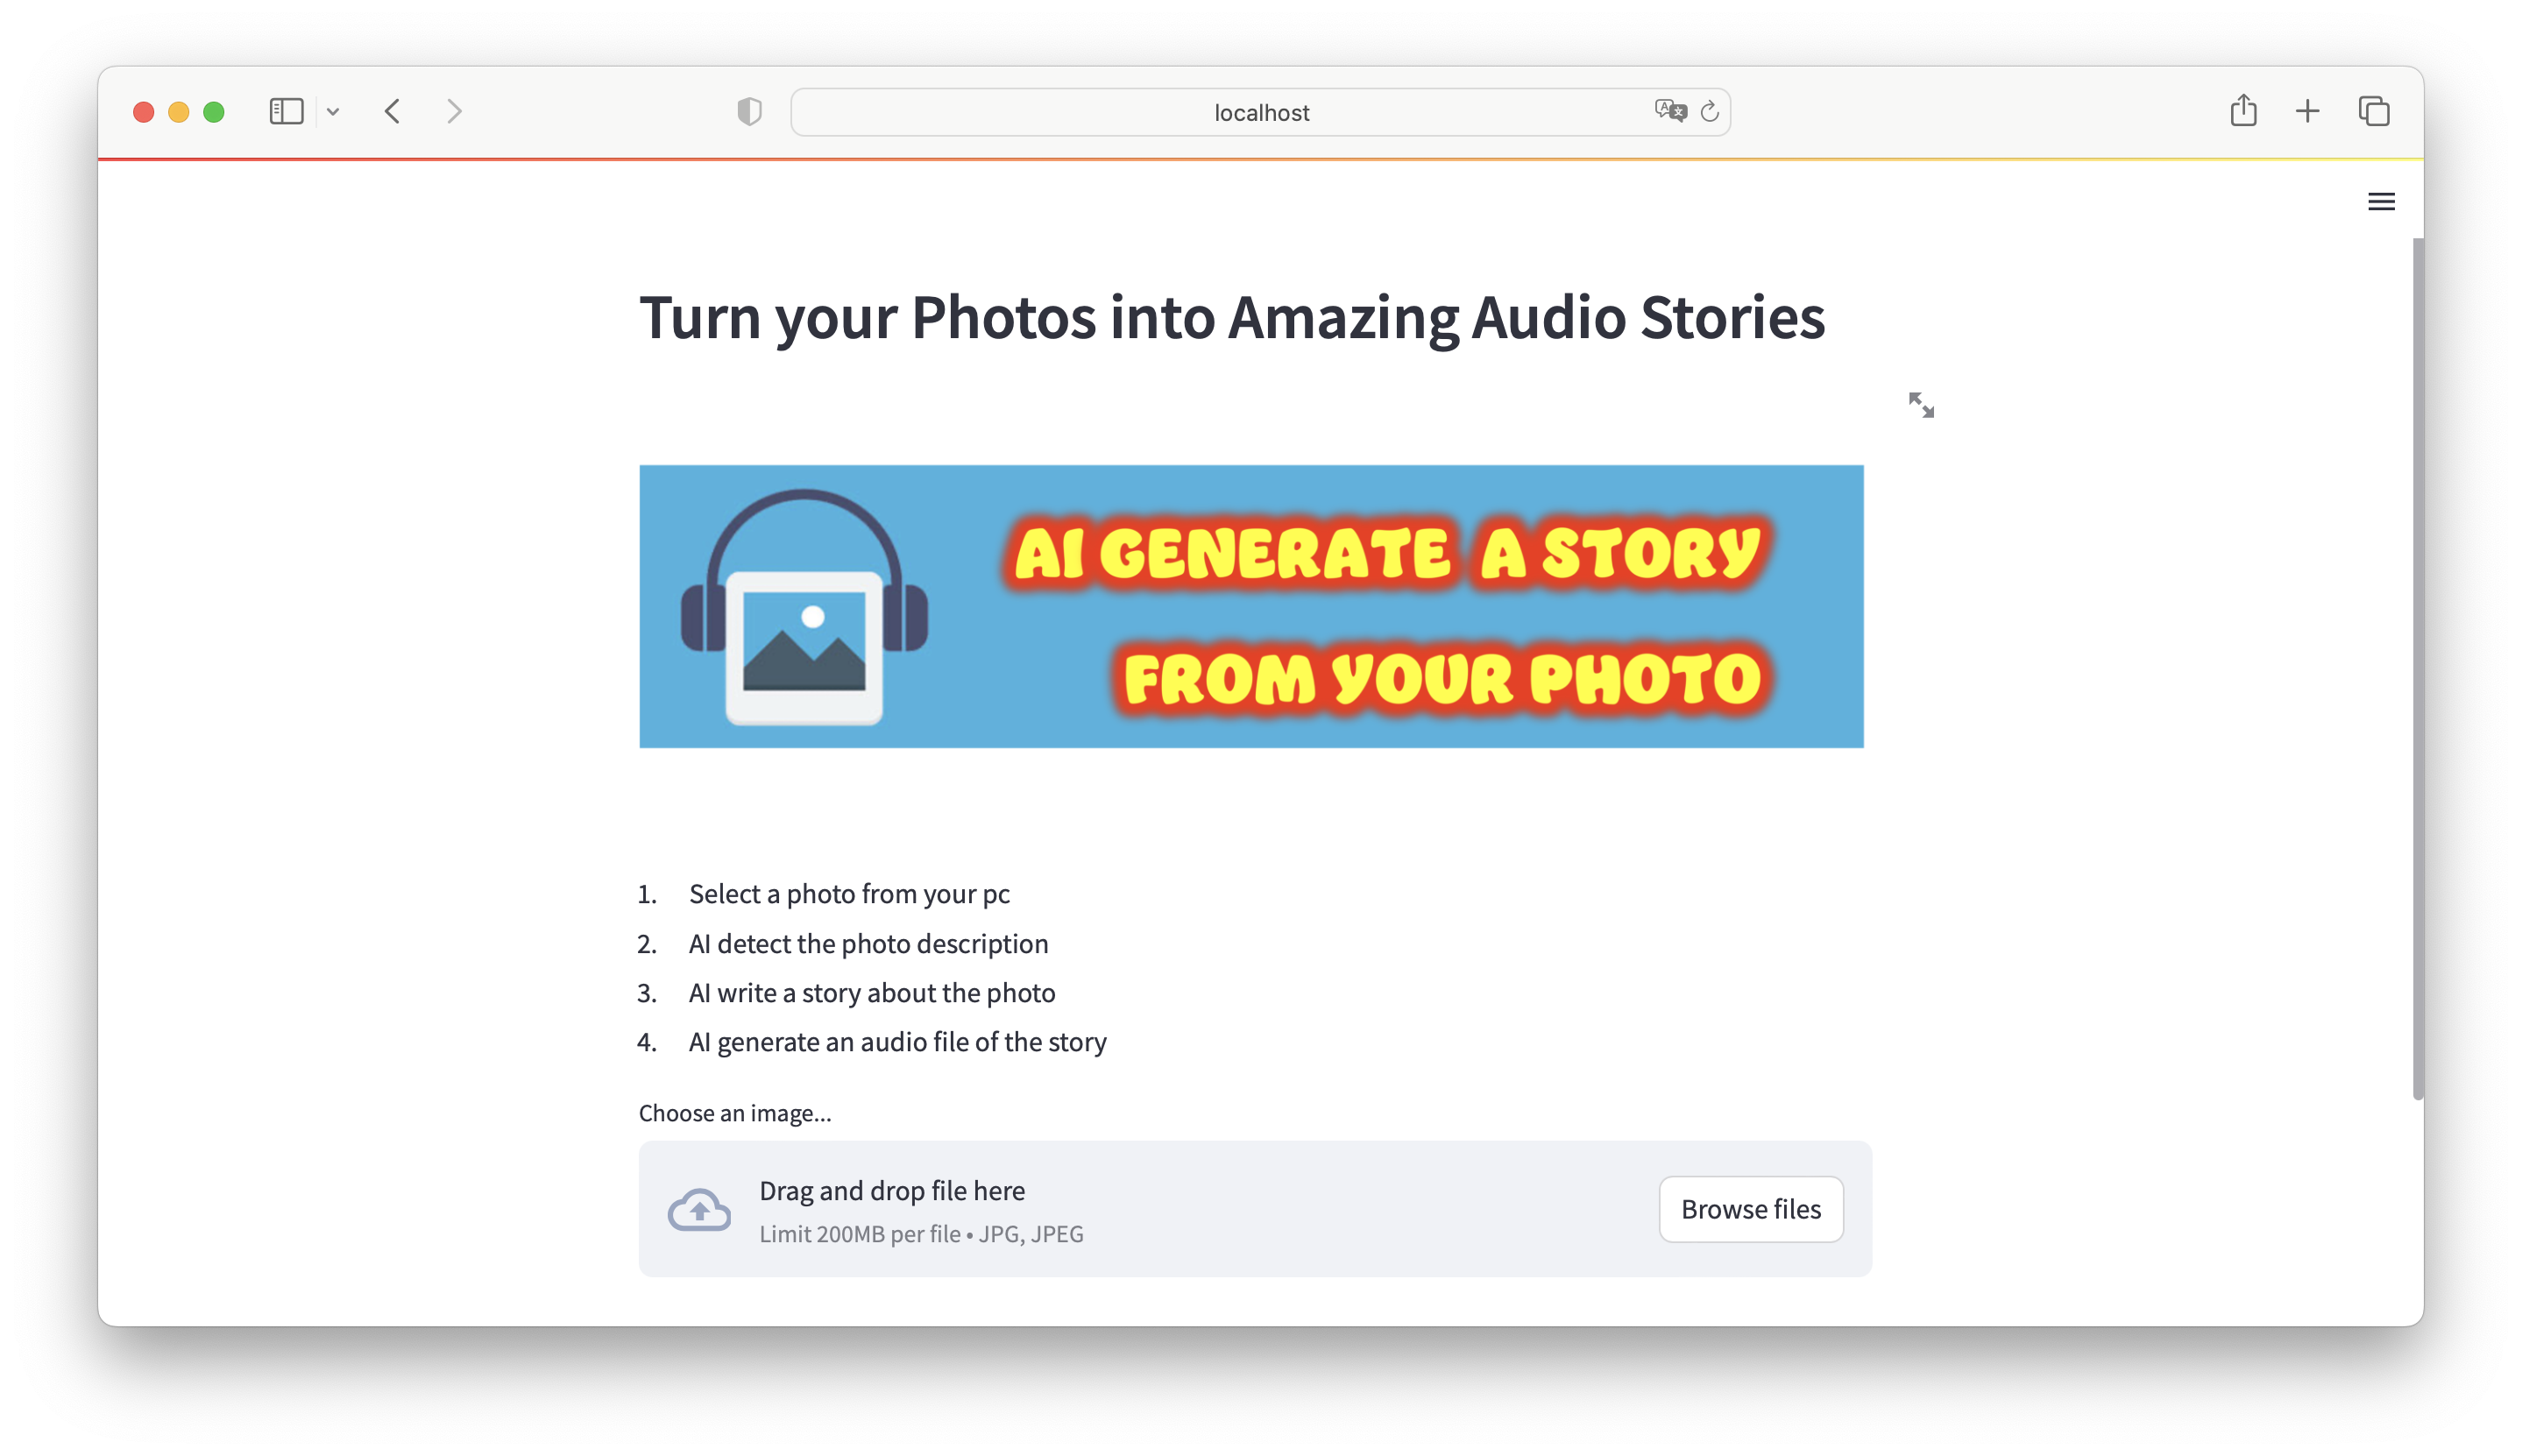 localhost
Turn your Photos into Amazing Audio Stories
AI GENERATE A STORY
FROM YOUR PHOTO
1. Select a photo from your pc
2. AI detect the photo description
3. AI write a story about the photo
4. AI generate an audio file of the story
Choose an image...
Drag and drop file here
Limit 200MB per file • JPG, JPEG
Browse files